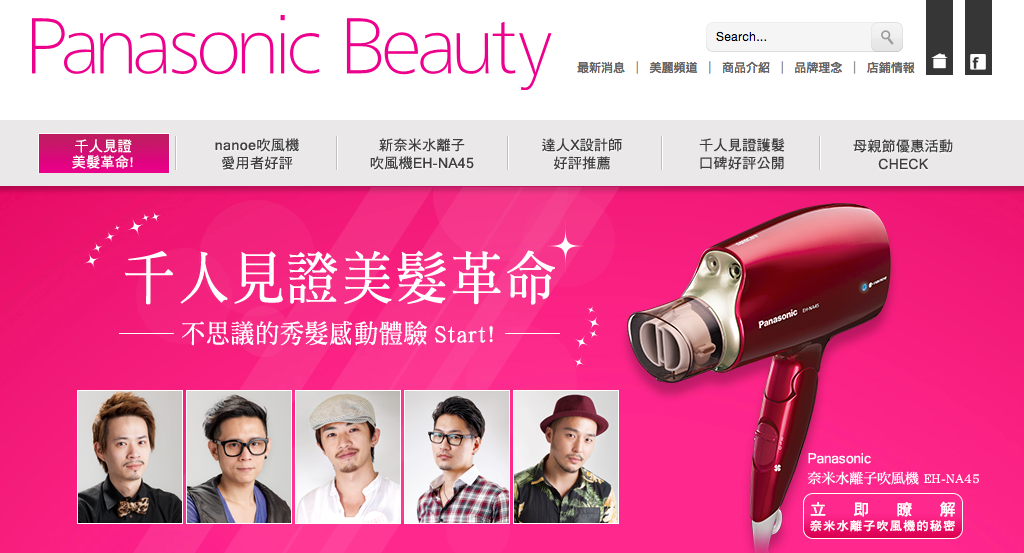 Panasonic Beauty
Search...
最新消息 | 美麗頻道 | 商品介紹 | 品牌理念 | 店鋪情報
f
千人見證
美髮革命!
nanoe吹風機
愛用者好評
新奈米水離子
吹風機EH-NA45
達人X設計師
好評推薦
千人見證護髮
口碑好評公開
母親節優惠活動
CHECK
千人見證美髮革命
不思議的秀髮感動體驗 Start!
Panasonic EH-NA45
Panasonic
奈米水離子吹風機 EH-NA45
立即瞭解
奈米水離子吹風機的秘密